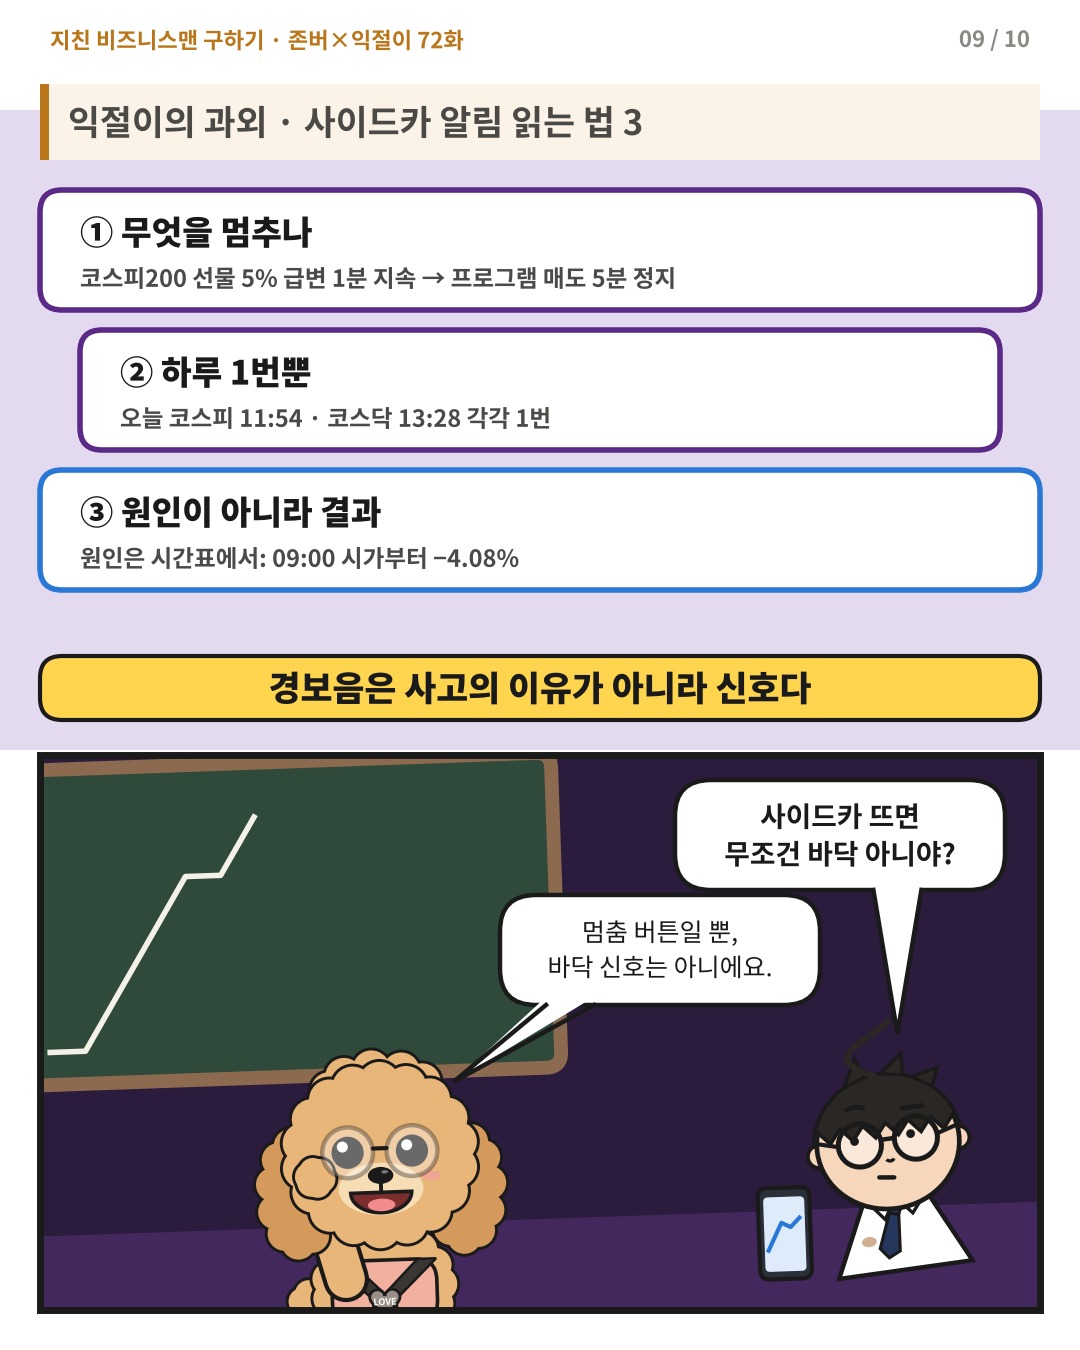 지친 비즈니스맨 구하기 · 존버×익절이 72화
09 / 10
익절이의 과외 · 사이드카 알림 읽는 법 3
① 무엇을 멈추나
코스피200 선물 5% 급변 1분 지속 → 프로그램 매도 5분 정지
② 하루 1번뿐
오늘 코스피 11:54 · 코스닥 13:28 각각 1번
③ 원인이 아니라 결과
원인은 시간표에서: 09:00 시가부터 −4.08%
경보음은 사고의 이유가 아니라 신호다
사이드카 뜨면
무조건 바닥 아니야?
멈춤 버튼일 뿐,
바닥 신호는 아니에요.
LOVE